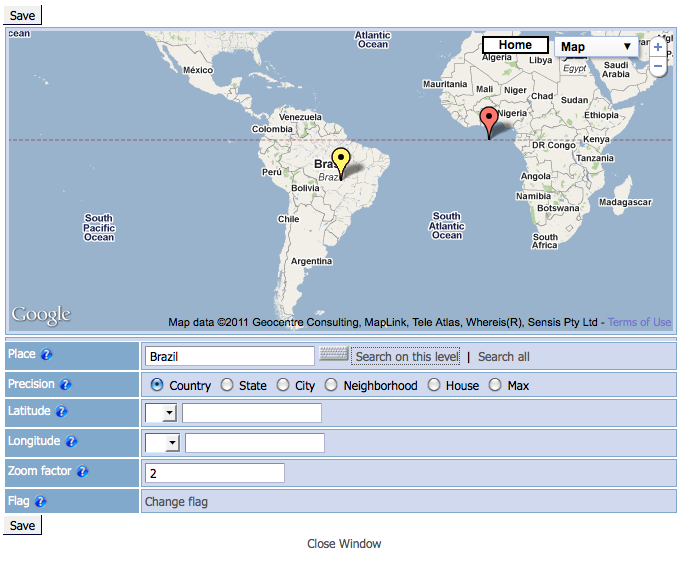 Save
cean
Atlantic
Ocean
Home
Map
+
−
México
Algeria
Libya
Egypt
Saudi
Arabia
Mauritania
Mali
Niger
Chad
Sudan
Nigeria
Ethiopia
Venezuela
Colombia
Kenya
DR Congo
Tanzania
Brazil
Perú
Bolivia
Angola
Namibia
Botswana
Madagascar
South
Pacific
Ocean
Chile
South
Atlantic
Ocean
South
Africa
Argentina
Google
Map data ©2011 Geocentre Consulting, MapLink, Tele Atlas, Whereis(R), Sensis Pty Ltd - Terms of Use
Place ? Brazil Search on this level | Search all
Precision ? Country State City Neighborhood House Max
Latitude ?
Longitude ?
Zoom factor ? 2
Flag ? Change flag
Save
Close Window